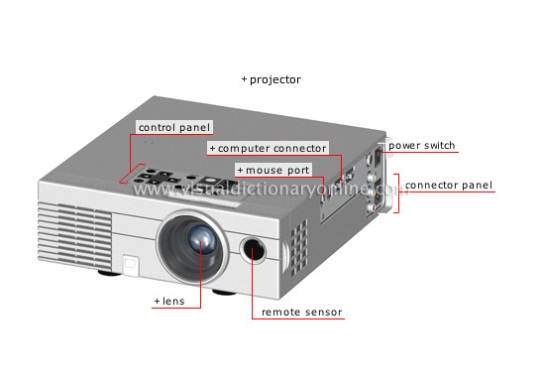 + projector
control panel
+ computer connector
power switch
+ mouse port
connector panel
www.visualdictionaryonline.com
+ lens
remote sensor